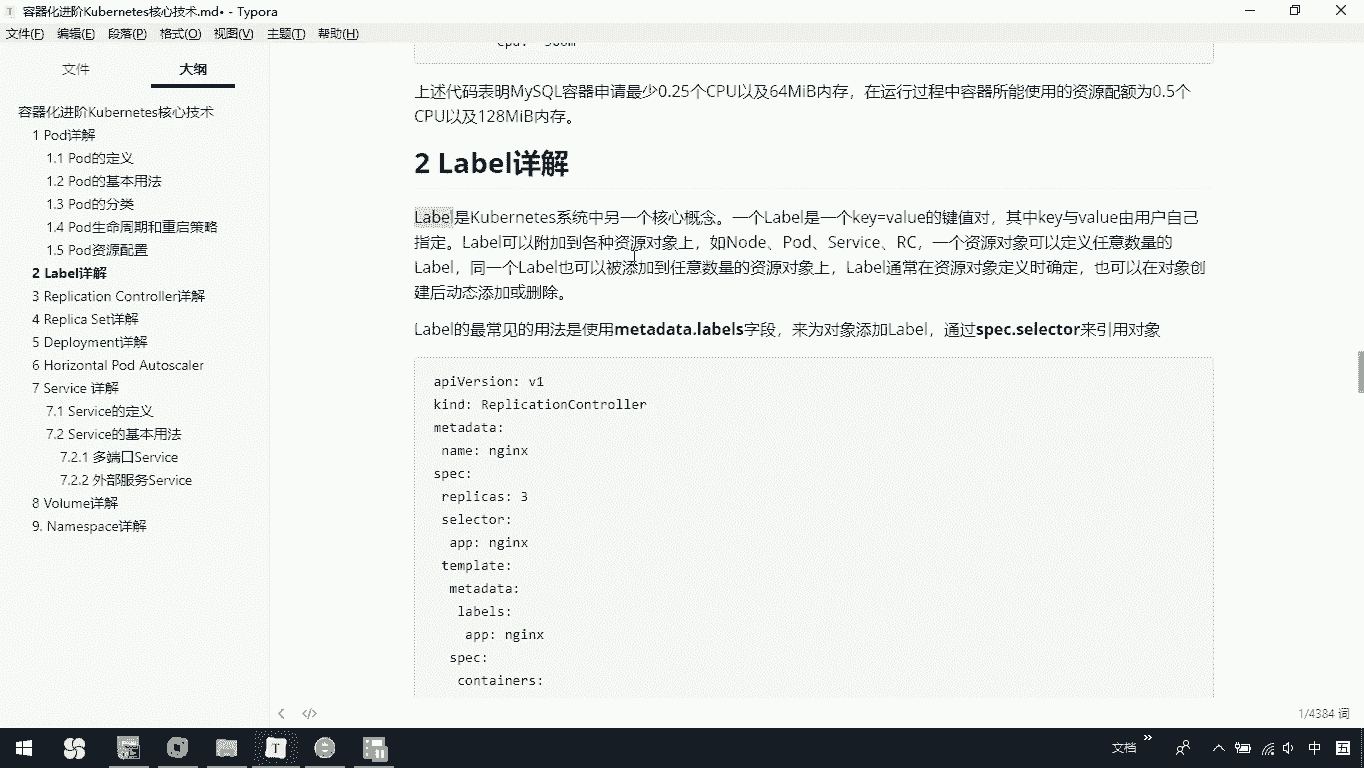 容器化进阶Kubernetes核心技术.md• - Typora
文件(F) 编辑(E) 段落(P) 格式(O) 视图(V) 主题(T) 帮助(H)
文件 大纲
容器化进阶Kubernetes核心技术
1 Pod详解
1.1 Pod的定义
1.2 Pod的基本用法
1.3 Pod的分类
1.4 Pod生命周期和重启策略
1.5 Pod资源配置
2 Label详解
3 Replication Controller详解
4 Replica Set详解
5 Deployment详解
6 Horizontal Pod Autoscaler
7 Service 详解
7.1 Service的定义
7.2 Service的基本用法
7.2.1 多端口Service
7.2.2 外部服务Service
8 Volume详解
9. Namespace详解
上述代码表明MySQL容器申请最少0.25个CPU以及64MiB内存，在运行过程中容器所能使用的资源配额为0.5个
CPU以及128MiB内存。
2 Label详解
Label是Kubernetes系统中另一个核心概念。一个Label是一个key=value的键值对，其中key与value由用户自己
指定。Label可以附加到各种资源对象上，如Node、Pod、Service、RC，一个资源对象可以定义任意数量的
Label，同一个Label也可以被添加到任意数量的资源对象上，Label通常在资源对象定义时确定，也可以在对象创
建后动态添加或删除。
Label的最常见的用法是使用metadata.labels字段，来为对象添加Label，通过spec.selector来引用对象
apiVersion: v1
kind: ReplicationController
metadata:
name: nginx
spec:
replicas: 3
selector:
app: nginx
template:
metadata:
labels:
app: nginx
spec:
containers:
1/4384 词
文档 中 五